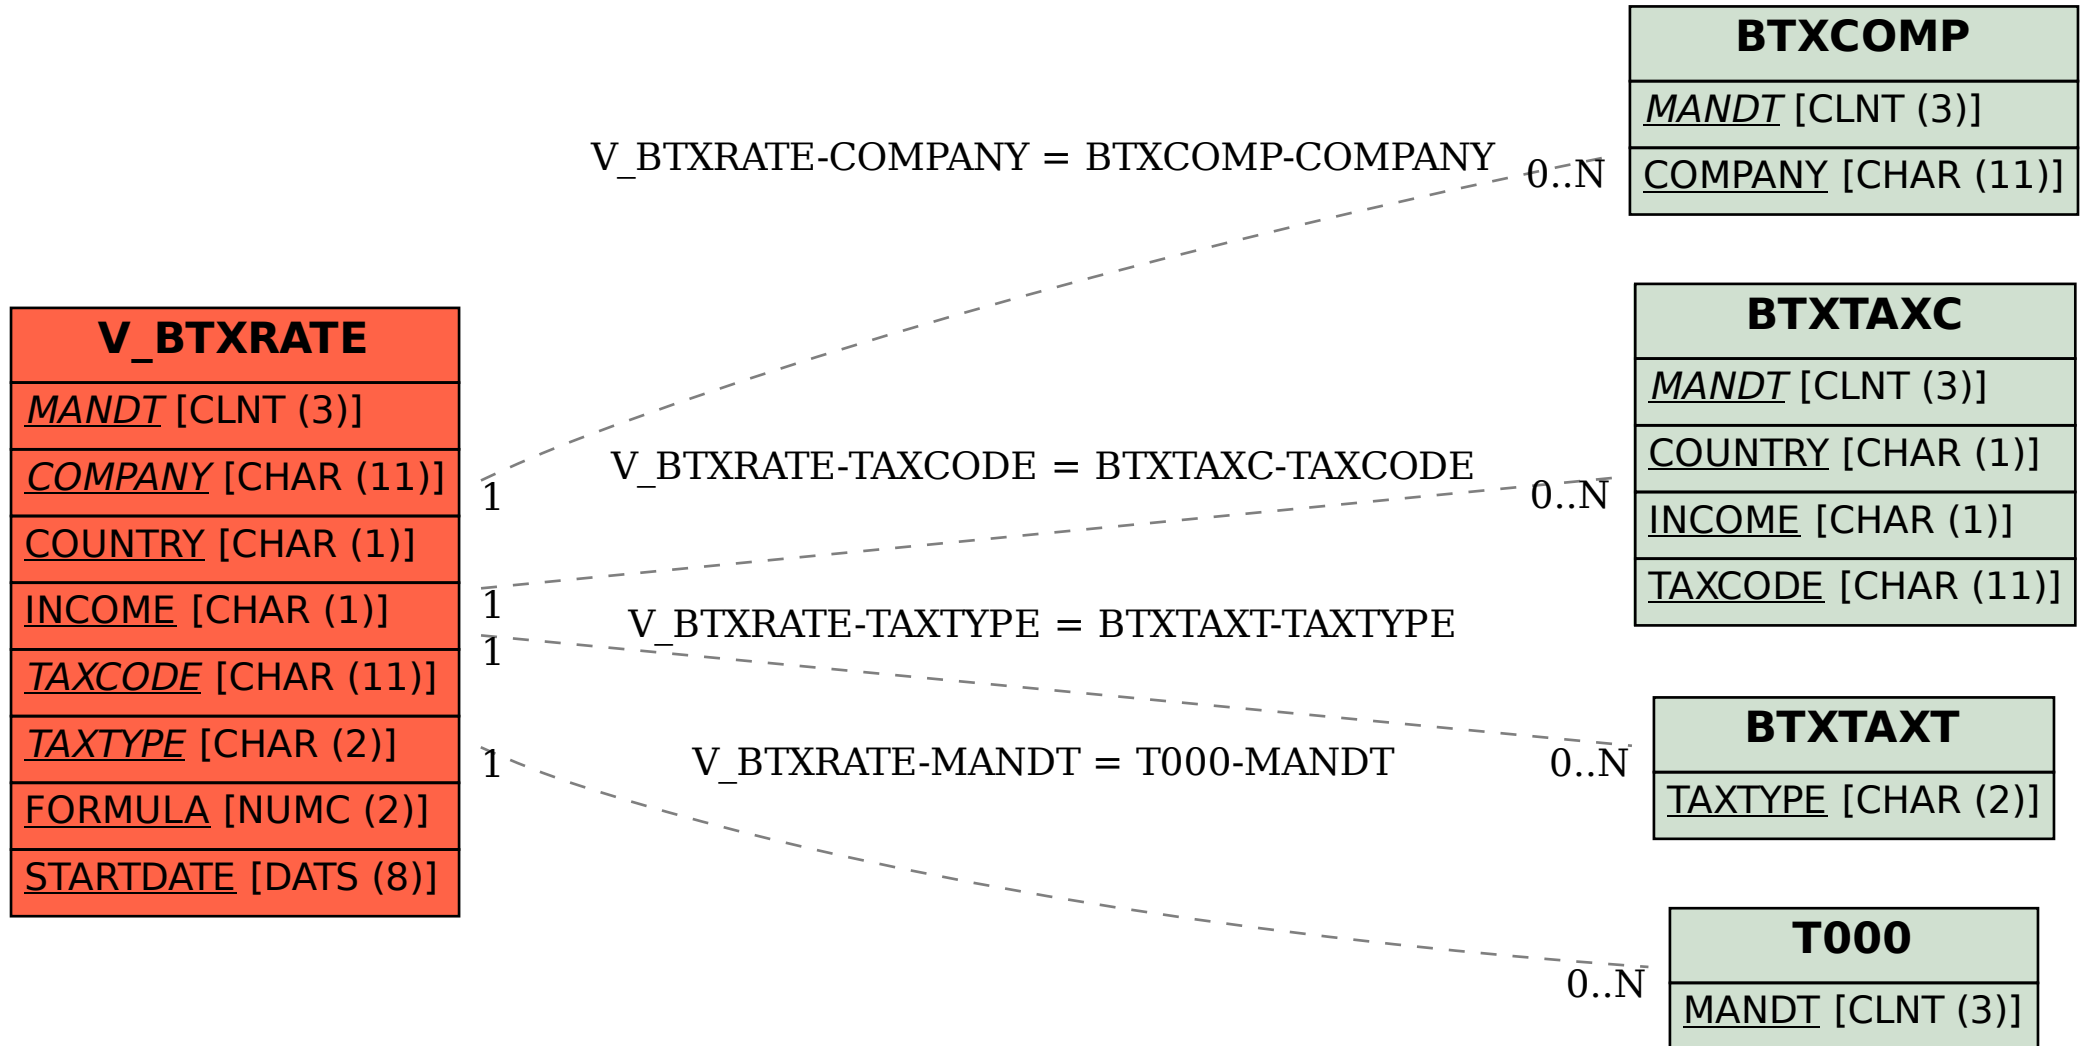 V_BTXRATE
MANDT [CLNT (3)]
COMPANY [CHAR (11)]
COUNTRY [CHAR (1)]
INCOME [CHAR (1)]
TAXCODE [CHAR (11)]
TAXTYPE [CHAR (2)]
FORMULA [NUMC (2)]
STARTDATE [DATS (8)]
V_BTXRATE-COMPANY = BTXCOMP-COMPANY
0..N
1
V_BTXRATE-TAXCODE = BTXTAXC-TAXCODE
0..N
1
V_BTXRATE-TAXTYPE = BTXTAXT-TAXTYPE
0..N
1
V_BTXRATE-MANDT = T000-MANDT
0..N
1
BTXCOMP
MANDT [CLNT (3)]
COMPANY [CHAR (11)]
BTXTAXC
MANDT [CLNT (3)]
COUNTRY [CHAR (1)]
INCOME [CHAR (1)]
TAXCODE [CHAR (11)]
BTXTAXT
TAXTYPE [CHAR (2)]
T000
MANDT [CLNT (3)]